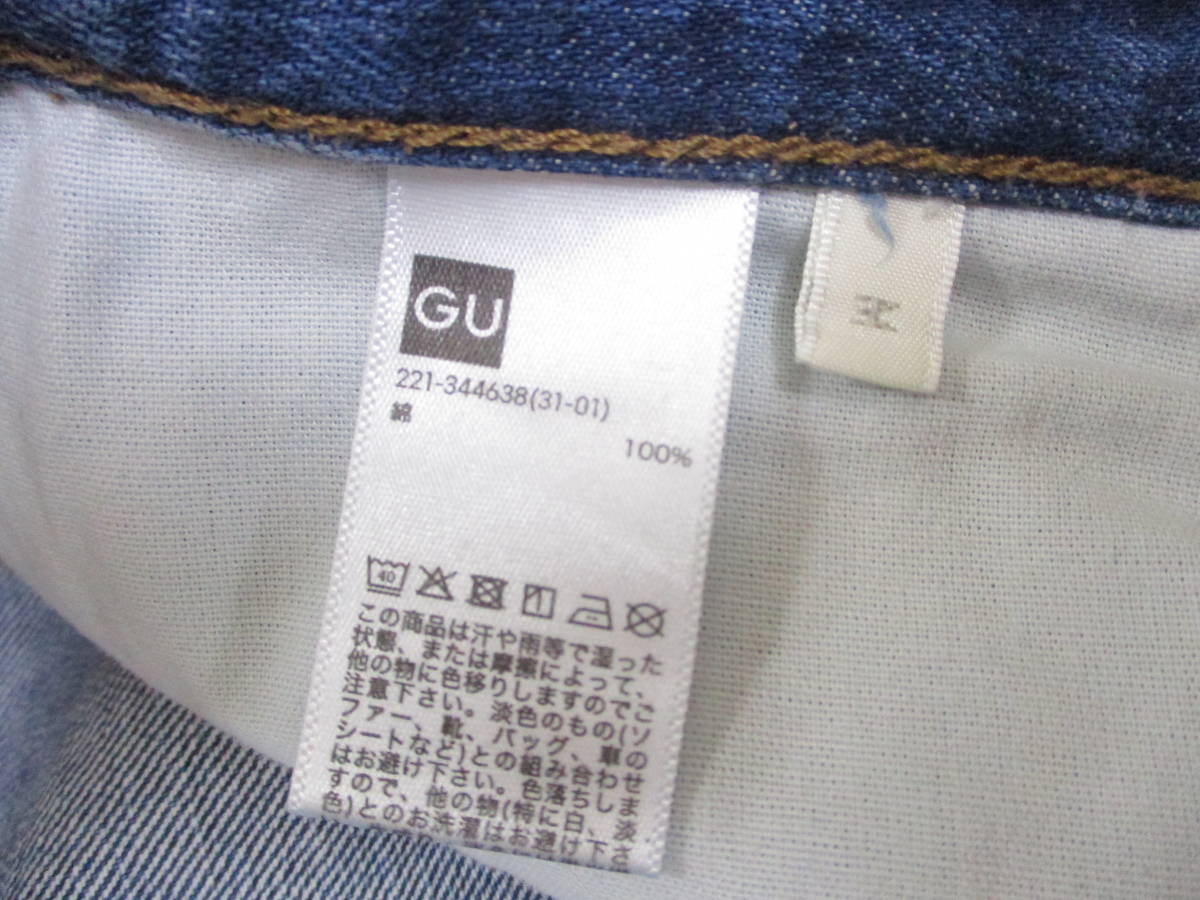 GU
221-344638(31-01)
綿
100%
40
この商品は汗や雨等で湿った
状態、または摩擦によって、
他の物に色移りしますのでご
注意下さい。淡色のもの(ソ
ファー、靴、バッグ、車の
シートなど)との組み合わせ
はお避け下さい。色落ちしま
すので、他の物(特に白、淡
色)とのお洗濯はお避け下さ